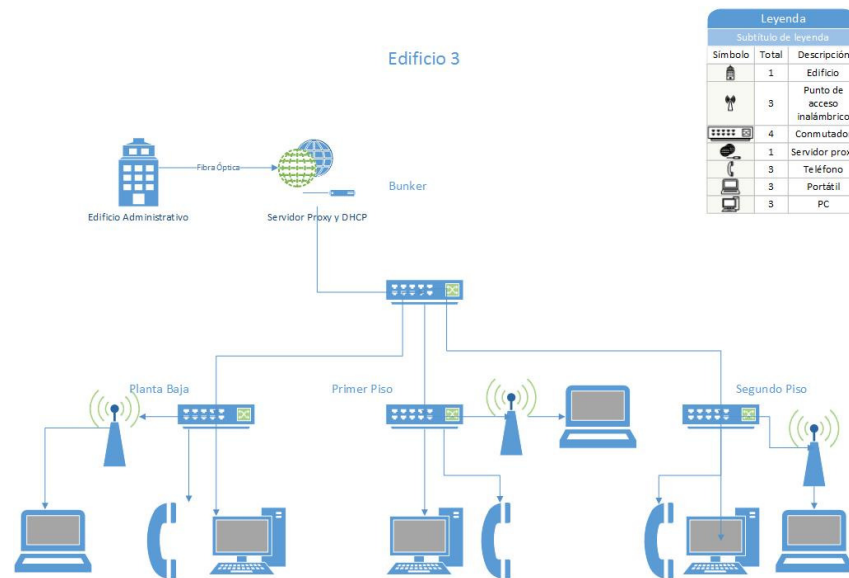 Edificio 3
Leyenda
Subtítulo de leyenda
Símbolo Total Descripción
1 Edificio
3 Punto de
acceso
inalámbrico
4 Conmutador
1 Servidor prox
3 Teléfono
3 Portátil
3 PC
Fibra Óptica
Bunker
Edificio Administrativo
Servidor Proxy y DHCP
Planta Baja
Primer Piso
Segundo Piso